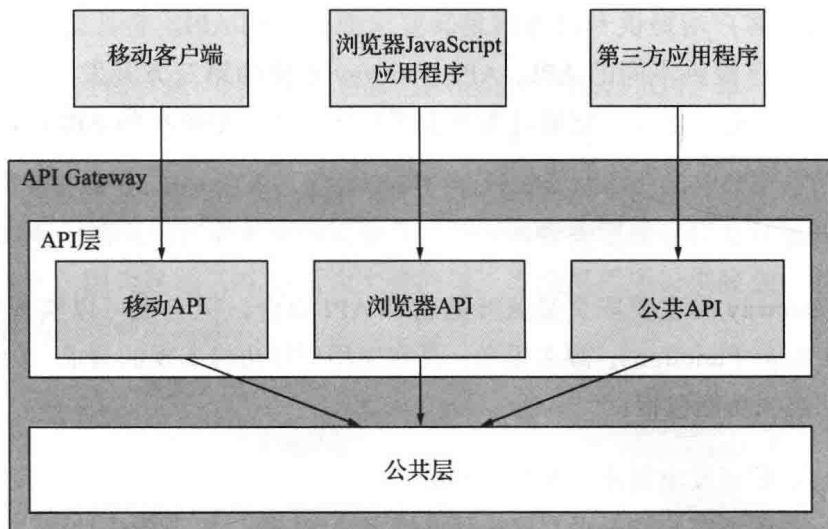 移动客户端
浏览器JavaScript
应用程序
第三方应用程序
API Gateway
API层
移动API
浏览器API
公共API
公共层